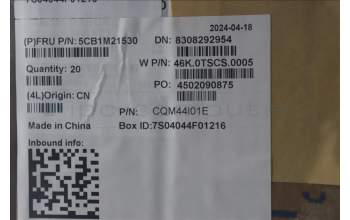 7S04044F01216
2024-04-18
(P)FRU P/N: 5CB1M21530 DN: 8308292954
Quantity: 20 W P/N: 46K.0TSCS.0005
PO: 4502090875
(4L)Origin: CN
P/N: CQM44I01E
Made in China Box ID:7S04044F01216
Inbound info: